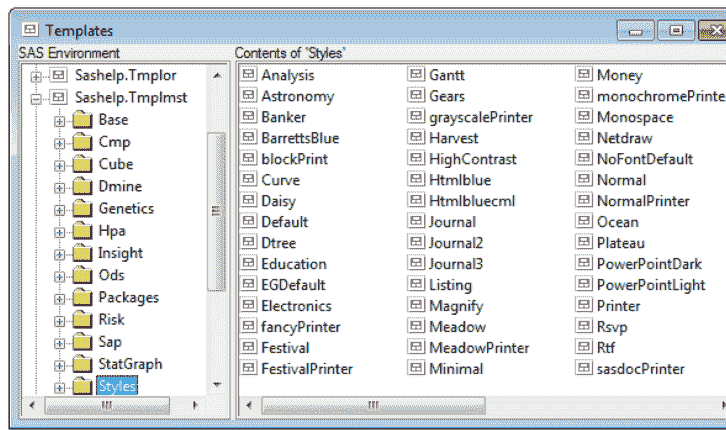 Templates
SAS Environment
Sashelp.Tmplor
Sashelp.Tmplmst
Base
Cmp
Cube
Dmine
Genetics
Hpa
Insight
Ods
Packages
Risk
Sap
StatGraph
Styles
Contents of "Styles"
Analysis
Astronomy
Banker
BarrettsBlue
blockPrint
Curve
Daisy
Default
Dtree
Education
EGDefault
Electronics
fancyPrinter
Festival
FestivalPrinter
Gantt
Gears
grayscalePrinter
Harvest
HighContrast
Htmlblue
Htmlbluecml
Journal
Journal2
Journal3
Listing
Magnify
Meadow
MeadowPrinter
Minimal
Money
monochromePrinte
Monospace
Netdraw
NoFontDefault
Normal
NormalPrinter
Ocean
Plateau
PowerPointDark
PowerPointLight
Printer
Rsvp
Rtf
sasdocPrinter